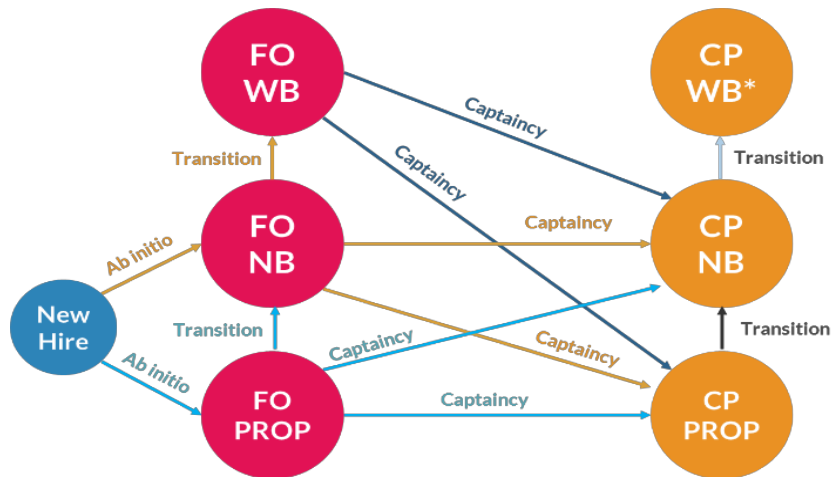 FO
WB
CP
WB*
Captaincy
Transition
Captaincy
Transition
FO
NB
Captaincy
CP
NB
Ab initio
New
Hire
Transition
Captaincy
Captaincy
Transition
Ab initio
FO
PROP
Captaincy
CP
PROP